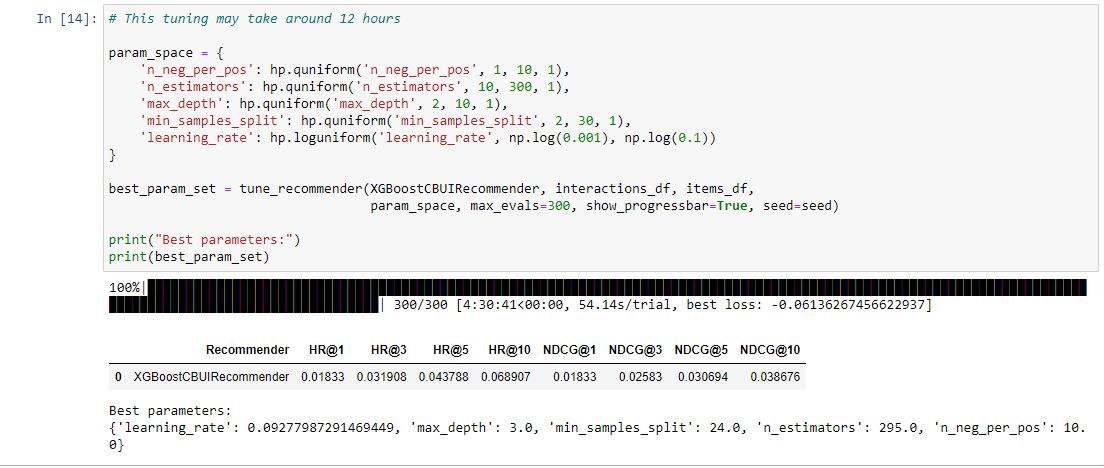 In [14]: # This tuning may take around 12 hours
param_space = {
'n_neg_per_pos': hp.quniform('n_neg_per_pos', 1, 10, 1),
'n_estimators': hp.quniform('n_estimators', 10, 300, 1),
'max_depth': hp.quniform('max_depth', 2, 10, 1),
'min_samples_split': hp.quniform('min_samples_split', 2, 30, 1),
'learning_rate': hp.loguniform('learning_rate', np.log(0.001), np.log(0.1))
}
best_param_set = tune_recommender(XGBoostCBUIRecommender, interactions_df, items_df,
param_space, max_evals=300, show_progressbar=True, seed=seed)
print("Best parameters:")
print(best_param_set)
100%|
| 300/300 [4:30:41<00:00, 54.14s/trial, best loss: -0.06136267456622937]
Recommender HR@1 HR@3 HR@5 HR@10 NDCG@1 NDCG@3 NDCG@5 NDCG@10
0 XGBoostCBUIRecommender 0.01833 0.031908 0.043788 0.068907 0.01833 0.02583 0.030694 0.038676
Best parameters:
{'learning_rate': 0.09277987291469449, 'max_depth': 3.0, 'min_samples_split': 24.0, 'n_estimators': 295.0, 'n_neg_per_pos': 10.
0}